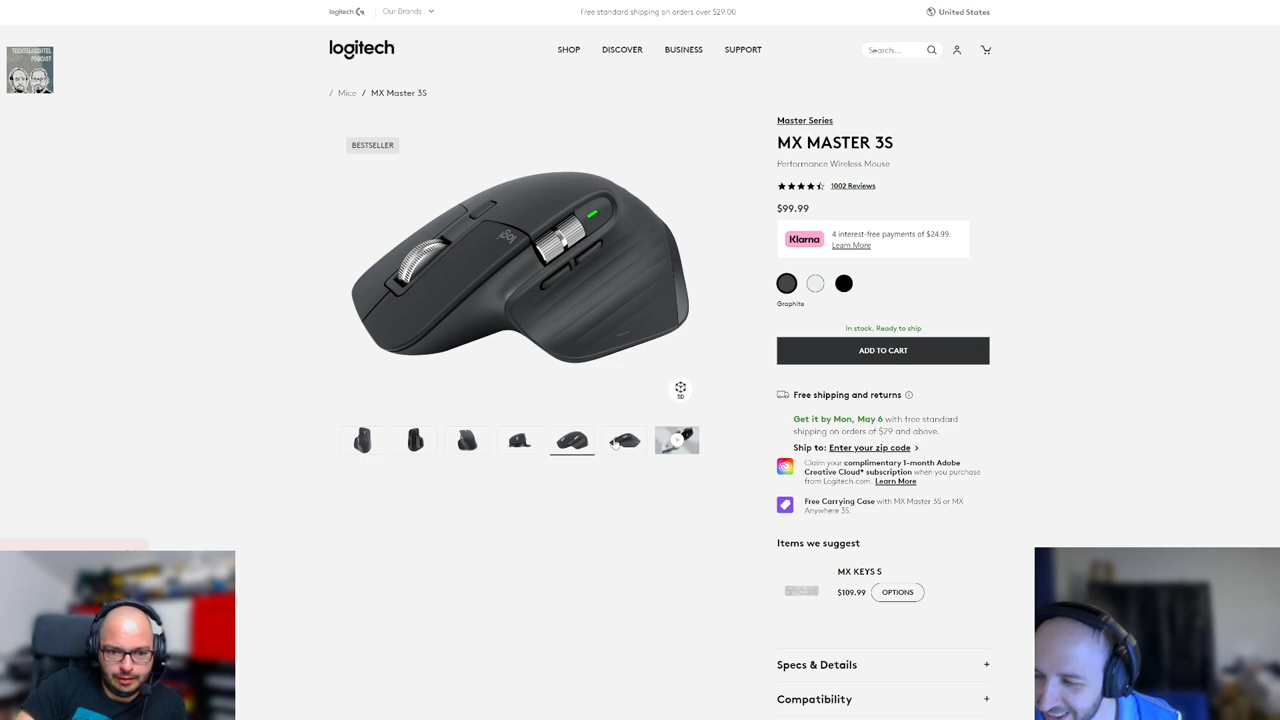 logitech G
Our Brands
Free standard shipping on orders over $29.00
United States
TECHTELMECHTEL
PODCAST
logitech
SHOP
DISCOVER
BUSINESS
SUPPORT
Search...
/ Mice / MX Master 3S
BESTSELLER
logi
3D
Master Series
MX MASTER 3S
Performance Wireless Mouse
1002 Reviews
$99.99
Klarna
4 interest-free payments of $24.99.
Learn More
Graphite
In stock. Ready to ship
ADD TO CART
Free shipping and returns
Get it by Mon, May 6 with free standard
shipping on orders of $29 and above.
Ship to: Enter your zip code >
Claim your complimentary 1-month Adobe
Creative Cloud* subscription when you purchase
from Logitech.com. Learn More
Free Carrying Case with MX Master 3S or MX
Anywhere 3S.
Items we suggest
MX KEYS S
$109.99
OPTIONS
Specs & Details +
Compatibility +